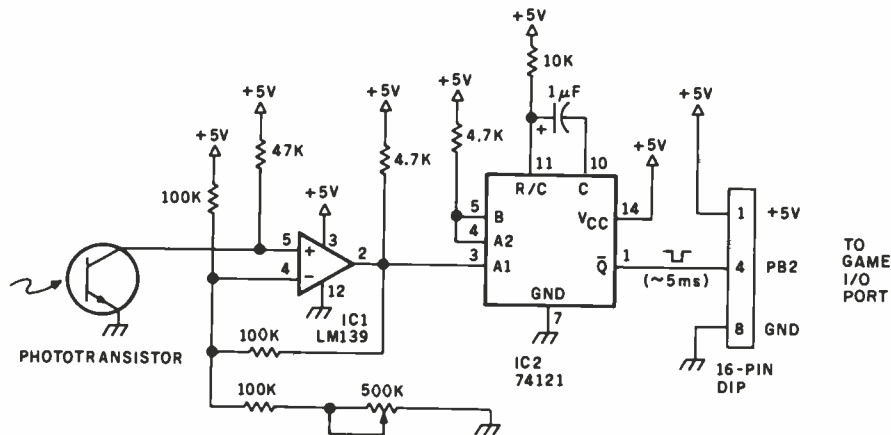 +5V
10K
1µF
+
+5V
+5V
+5V
+5V
+5V
47K
4.7K
4.7K
100K
+5V
+5V
11
10
R/C
C
VCC
14
5
B
4
A2
3
A1
Q̅
1
(~5ms)
GND
7
5
+
3
2
4
−
12
IC1
LM139
PHOTOTRANSISTOR
100K
100K
500K
IC2
74121
1
+5V
4
PB2
8
GND
16-PIN
DIP
TO
GAME
I/O
PORT